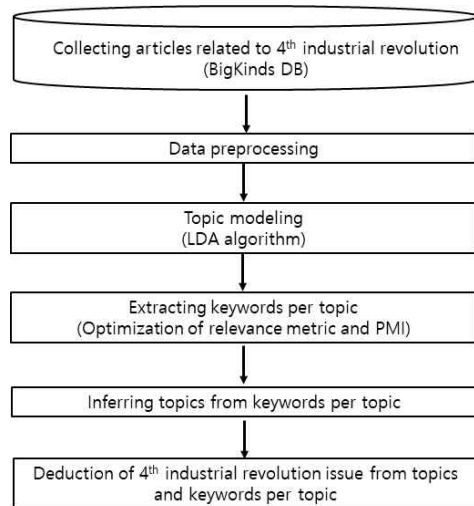 Collecting articles related to 4th industrial revolution
(BigKinds DB)
Data preprocessing
Topic modeling
(LDA algorithm)
Extracting keywords per topic
(Optimization of relevance metric and PMI)
Inferring topics from keywords per topic
Deduction of 4th industrial revolution issue from topics
and keywords per topic